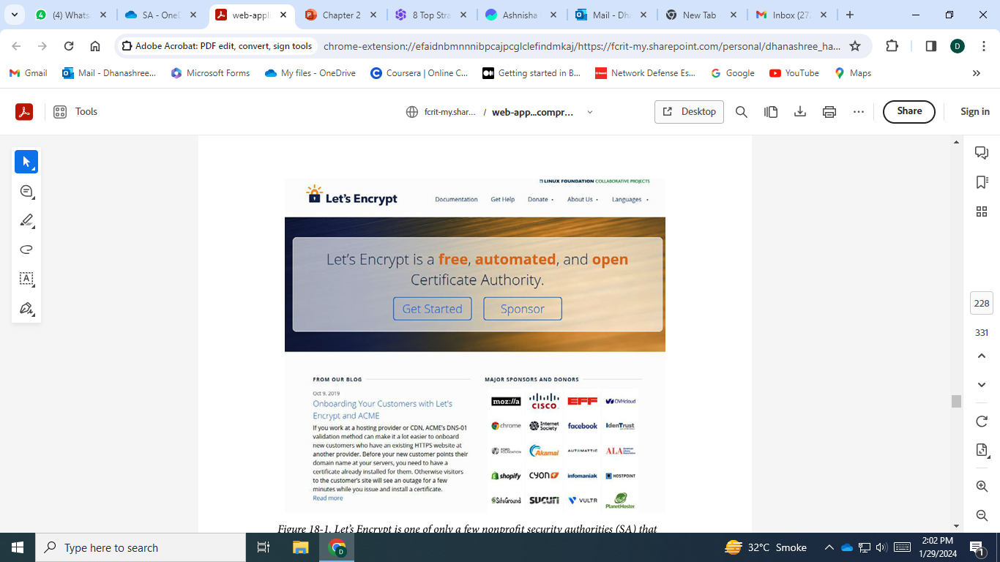 (4) Whats
SA - OneD
web-appli
Chapter 2
8 Top Stra
Ashnisha
Mail - Dha
New Tab
Inbox (27
Adobe Acrobat: PDF edit, convert, sign tools
chrome-extension://efaidnbmnnnibpcajpcglclefindmkaj/https://fcrit-my.sharepoint.com/personal/dhanashree_ha...
D
Gmail
Mail - Dhanashree...
Microsoft Forms
My files - OneDrive
Coursera | Online C...
Getting started in B...
Network Defense Es...
Google
YouTube
Maps
Tools
fcrit-my.shar... / web-app...compr...
Desktop
Share
Sign in
LINUX FOUNDATION COLLABORATIVE PROJECTS
Let's Encrypt
Documentation Get Help Donate About Us Languages
Let's Encrypt is a free, automated, and open
Certificate Authority.
Get Started Sponsor
FROM OUR BLOG
Oct 9, 2019
Onboarding Your Customers with Let's
Encrypt and ACME
If you work at a hosting provider or CDN, ACME's DNS-01
validation method can make it a lot easier to onboard
new customers who have an existing HTTPS website at
another provider. Before your new customer points their
domain name at your servers, you need to have a
certificate already installed for them. Otherwise visitors
to the customer's site will see an outage for a few
minutes while you issue and install a certificate.
Read more
MAJOR SPONSORS AND DONORS
moz://a CISCO EFF OVHcloud
chrome Internet Society facebook IdenTrust
FORD FOUNDATION Akamai AUTOMATTIC ALA American Library Association
shopify CYON infomaniak HOSTPOINT
SiteGround SUCURI VULTR PlanetHoster
Figure 18-1. Let's Encrypt is one of only a few nonprofit security authorities (SA) that
228
331
Type here to search
D
32°C Smoke
2:02 PM
1/29/2024
1